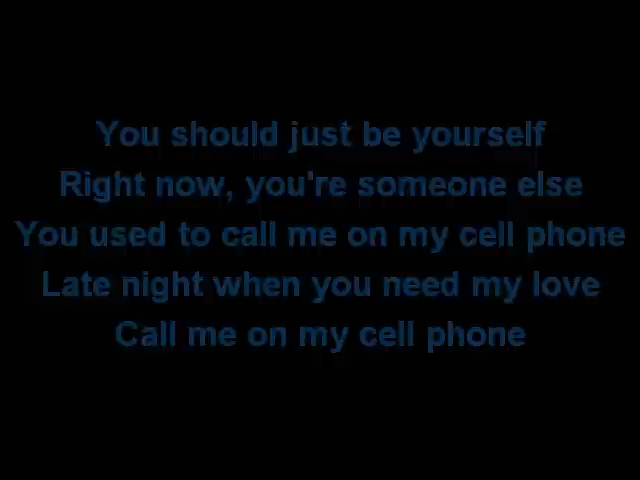 You should just be yourself
Right now, you're someone else
You used to call me on my cell phone
Late night when you need my love
Call me on my cell phone